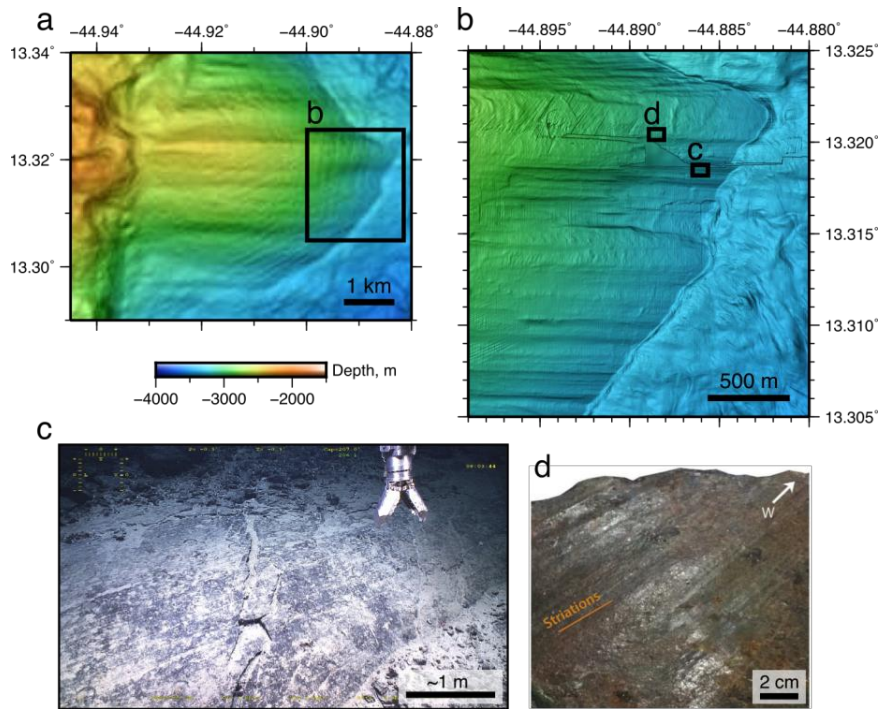 −44.94° −44.92° −44.90° −44.88°
a
13.34°
b
13.32°
13.30°
1 km
Depth, m
−4000 −3000 −2000
b
−44.895° −44.890° −44.885° −44.880°
13.325°
d
13.320°
c
13.315°
13.310°
500 m
13.305°
c
~1 m
d
W
Striations
2 cm